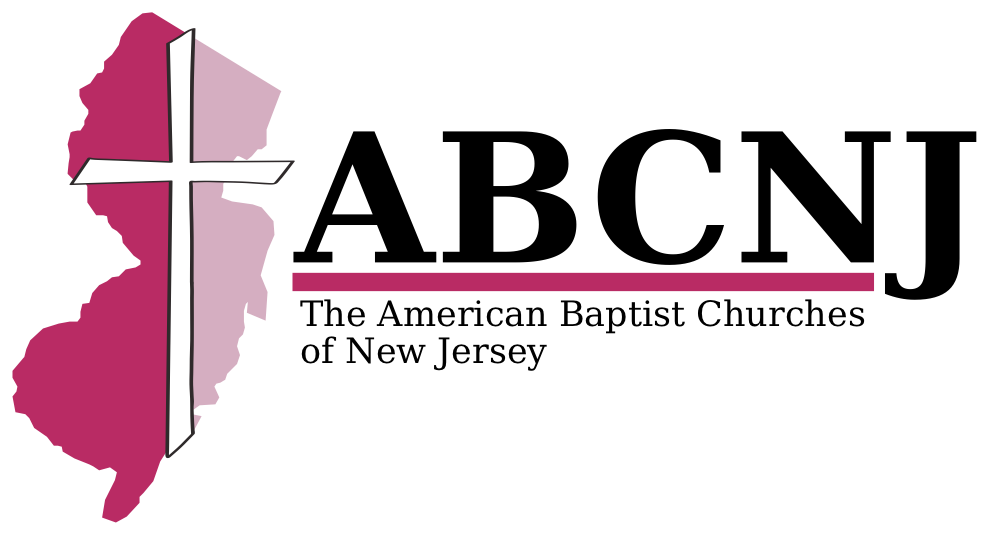 ABCNJ
The American Baptist Churches
of New Jersey